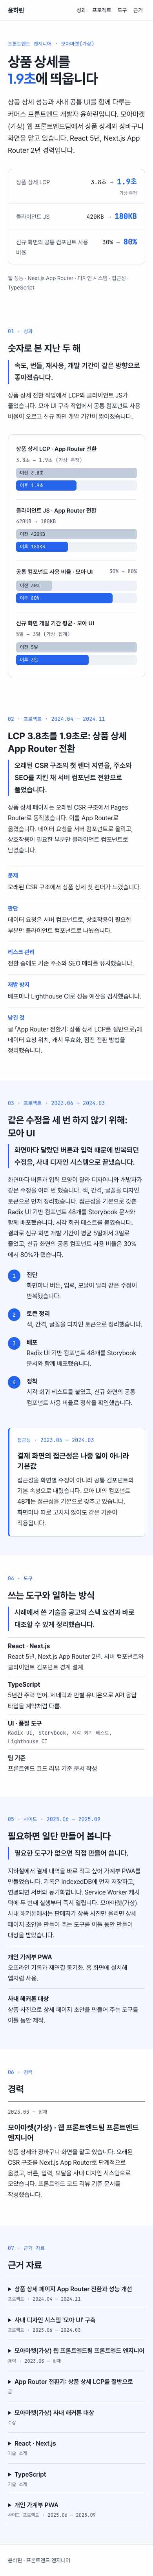 윤하린 성과 프로젝트 도구 근거
프론트엔드 엔지니어 · 모아마켓(가상)
상품 상세를
1.9초에 띄웁니다
상품 상세 성능과 사내 공통 UI를 함께 다루는
커머스 프론트엔드 엔지니어입니다. 모아마켓
(가상) 웹 프론트엔드팀에서 상품 상세와 장바구니
화면을 맡고 있습니다. React 5년, Next.js App
Router 2년 경력입니다.
상품 상세 LCP 3.8초 → 1.9초
가상 측정
클라이언트 JS 420KB → 180KB
신규 화면의 공통 컴포넌트 사용 30% → 80%
비율
웹 성능 · Next.js App Router · 디자인 시스템 · 접근성 ·
TypeScript
01 · 성과
숫자로 본 지난 두 해
속도, 번들, 재사용, 개발 기간이 같은 방향으로
좋아졌습니다.
상품 상세 전환 작업에서 LCP와 클라이언트 JS가
줄었습니다. 모아 UI 구축 작업에서 공통 컴포넌트 사용
비율이 오르고 신규 화면 개발 기간이 짧아졌습니다.
상품 상세 LCP · App Router 전환
3.8초 → 1.9초 (가상 측정)
이전 3.8초
이후 1.9초
클라이언트 JS · App Router 전환
420KB → 180KB
이전 420KB
이후 180KB
공통 컴포넌트 사용 비율 · 모아 UI 30% → 80%
이전 30%
이후 80%
신규 화면 개발 기간 평균 · 모아 UI
5일 → 3일 (가상 집계)
이전 5일
이후 3일
02 · 프로젝트 · 2024.04 — 2024.11
LCP 3.8초를 1.9초로: 상품 상세
App Router 전환
오래된 CSR 구조의 첫 렌더 지연을, 주소와
SEO를 지킨 채 서버 컴포넌트 전환으로
풀었습니다.
상품 상세 페이지는 오래된 CSR 구조에서 Pages
Router로 동작했습니다. 이를 App Router로
옮겼습니다. 데이터 요청을 서버 컴포넌트로 올리고,
상호작용이 필요한 부분만 클라이언트 컴포넌트로
남겼습니다.
문제
오래된 CSR 구조에서 상품 상세 첫 렌더가 느렸습니다.
판단
데이터 요청은 서버 컴포넌트로, 상호작용이 필요한
부분만 클라이언트 컴포넌트로 나눴습니다.
리스크 관리
전환 중에도 기존 주소와 SEO 메타를 유지했습니다.
재발 방지
배포마다 Lighthouse CI로 성능 예산을 검사했습니다.
남긴 것
글 「App Router 전환기: 상품 상세 LCP를 절반으로」에
데이터 요청 위치, 캐시 무효화, 점진 전환 방법을
정리했습니다.
03 · 프로젝트 · 2023.06 — 2024.03
같은 수정을 세 번 하지 않기 위해:
모아 UI
화면마다 달랐던 버튼과 입력 때문에 반복되던
수정을, 사내 디자인 시스템으로 끝냈습니다.
화면마다 버튼과 입력 모양이 달라 디자이너와 개발자가
같은 수정을 여러 번 했습니다. 색, 간격, 글꼴을 디자인
토큰으로 먼저 정리했습니다. 접근성을 기본으로 갖춘
Radix UI 기반 컴포넌트 48개를 Storybook 문서와
함께 배포했습니다. 시각 회귀 테스트를 붙였습니다. 그
결과로 신규 화면 개발 기간이 평균 5일에서 3일로
줄었고, 신규 화면의 공통 컴포넌트 사용 비율은 30%
에서 80%가 됐습니다.
1 진단
화면마다 버튼, 입력, 모달이 달라 같은 수정이
반복됐습니다.
2 토큰 정리
색, 간격, 글꼴을 디자인 토큰으로 정리했습니다.
3 배포
Radix UI 기반 컴포넌트 48개를 Storybook
문서와 함께 배포했습니다.
4 정착
시각 회귀 테스트를 붙였고, 신규 화면의 공통
컴포넌트 사용 비율로 정착을 확인했습니다.
접근성 · 2023.06 — 2024.03
결제 화면의 접근성은 나중 일이 아니라
기본값
접근성을 화면별 수정이 아니라 공통 컴포넌트의
기본 속성으로 내렸습니다. 모아 UI의 컴포넌트
48개는 접근성을 기본으로 갖추고 있습니다.
화면마다 따로 고치지 않아도 같은 기준이
적용됩니다.
04 · 도구
쓰는 도구와 일하는 방식
사례에서 쓴 기술을 공고의 스택 요건과 바로
대조할 수 있게 정리했습니다.
React · Next.js
React 5년, Next.js App Router 2년. 서버 컴포넌트와
클라이언트 컴포넌트 경계 설계.
TypeScript
5년간 주력 언어. 제네릭과 판별 유니온으로 API 응답
타입을 계약처럼 다룸.
UI · 품질 도구
Radix UI, Storybook, 시각 회귀 테스트,
Lighthouse CI
팀 기준
프론트엔드 코드 리뷰 기준 문서 작성
05 · 사이드 · 2025.06 — 2025.09
필요하면 일단 만들어 봅니다
필요한 도구가 없으면 직접 만들어 씁니다.
지하철에서 결제 내역을 바로 적고 싶어 가계부 PWA를
만들었습니다. 기록은 IndexedDB에 먼저 저장하고,
연결되면 서버와 동기화합니다. Service Worker 캐시
덕에 두 번째 실행부터는 즉시 열립니다. 모아마켓(가상)
사내 해커톤에서는 판매자가 상품 사진만 올리면 상세
페이지 초안을 만들어 주는 도구를 이틀 동안 만들어
대상을 받았습니다.
개인 가계부 PWA
오프라인 기록과 재연결 동기화. 홈 화면에 설치해
앱처럼 사용.
사내 해커톤 대상
상품 사진으로 상세 페이지 초안을 만들어 주는 도구를
이틀 동안 제작.
06 · 경력
경력
2023.03 — 현재
모아마켓(가상) · 웹 프론트엔드팀 프론트엔드
엔지니어
상품 상세와 장바구니 화면을 맡고 있습니다. 오래된
CSR 구조를 Next.js App Router로 단계적으로
옮겼고, 버튼, 입력, 모달을 사내 디자인 시스템으로
모았습니다. 프론트엔드 코드 리뷰 기준 문서를
작성했습니다.
07 · 근거 자료
근거 자료
▶ 상품 상세 페이지 App Router 전환과 성능 개선
프로젝트 · 2024.04 — 2024.11
▶ 사내 디자인 시스템 '모아 UI' 구축
프로젝트 · 2023.06 — 2024.03
▶ 모아마켓(가상) 웹 프론트엔드팀 프론트엔드 엔지니어
경력 · 2023.03 — 현재
▶ App Router 전환기: 상품 상세 LCP를 절반으로
글
▶ 모아마켓(가상) 사내 해커톤 대상
수상
▶ React · Next.js
기술 소개
▶ TypeScript
기술 소개
▶ 개인 가계부 PWA
사이드 프로젝트 · 2025.06 — 2025.09
윤하린 · 프론트엔드 엔지니어